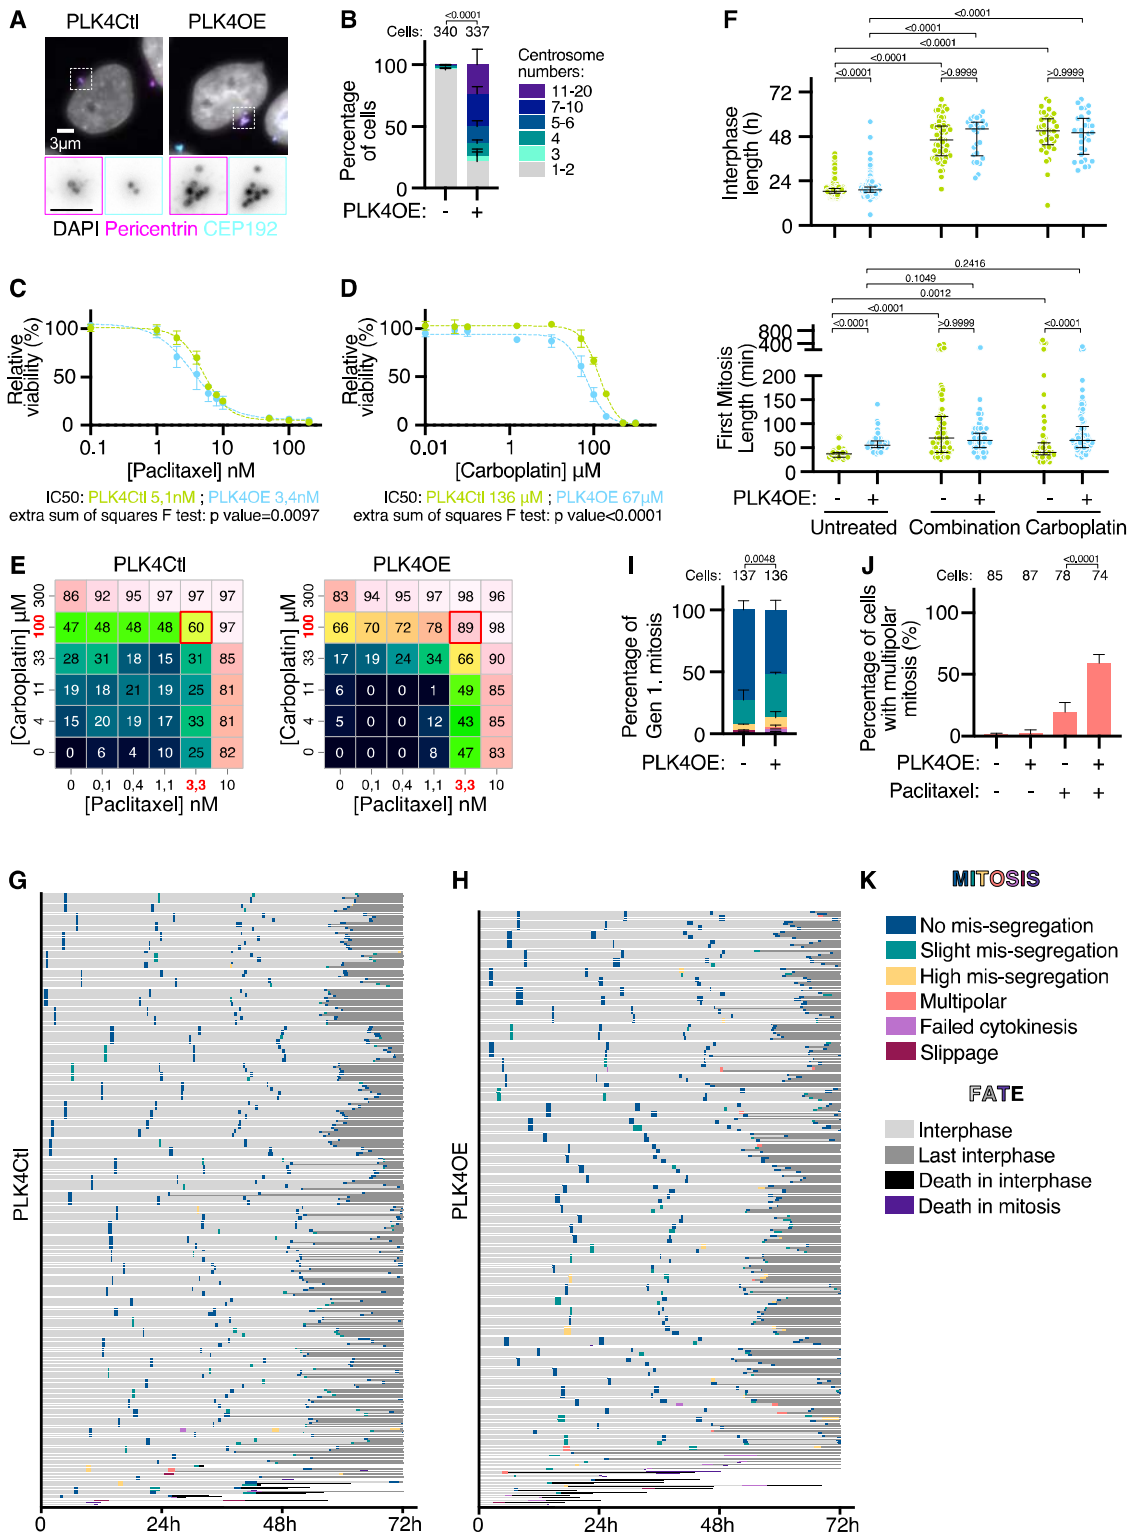 A
PLK4Ctl PLK4OE
3µm
DAPI Pericentrin CEP192
B
<0.0001
Cells: 340 337
Percentage of cells
100
50
0
PLK4OE: - +
Centrosome numbers:
11-20
7-10
5-6
4
3
1-2
C
Relative viability (%)
100
50
0
0.1 1 10 100
[Paclitaxel] nM
IC50: PLK4Ctl 5,1nM ; PLK4OE 3,4nM
extra sum of squares F test: p value=0.0097
D
Relative viability (%)
100
50
0
0.01 1 100
[Carboplatin] µM
IC50: PLK4Ctl 136 µM ; PLK4OE 67µM
extra sum of squares F test: p value<0.0001
E
PLK4Ctl
[Carboplatin] µM
300 86 92 95 97 97 97
100 47 48 48 48 60 97
33 28 31 18 15 31 85
11 19 18 21 19 25 81
4 15 20 19 17 33 81
0 0 6 4 10 25 82
0 0,1 0,4 1,1 3,3 10
[Paclitaxel] nM
PLK4OE
[Carboplatin] µM
300 83 94 95 97 98 96
100 66 70 72 78 89 98
33 17 19 24 34 66 90
11 6 0 0 1 49 85
4 5 0 0 12 43 85
0 0 0 1 8 47 83
0 0,1 0,4 1,1 3,3 10
[Paclitaxel] nM
F
<0.0001
<0.0001
<0.0001
<0.0001
<0.0001 >0.9999 >0.9999
Interphase length (h)
72
48
24
0
0.2416
0.1049
0.0012
<0.0001
<0.0001 >0.9999 <0.0001
First Mitosis Length (min)
800
400
200
150
100
50
0
PLK4OE: - + - + - +
Untreated Combination Carboplatin
I
0.0048
Cells: 137 136
Percentage of Gen 1, mitosis
100
50
0
PLK4OE: - +
J
<0.0001
Cells: 85 87 78 74
Percentage of cells with multipolar mitosis (%)
100
50
0
PLK4OE: - + - +
Paclitaxel: - - + +
G
PLK4Ctl
0 24h 48h 72h
H
PLK4OE
0 24h 48h 72h
K
MITOSIS
No mis-segregation
Slight mis-segregation
High mis-segregation
Multipolar
Failed cytokinesis
Slippage
FATE
Interphase
Last interphase
Death in interphase
Death in mitosis